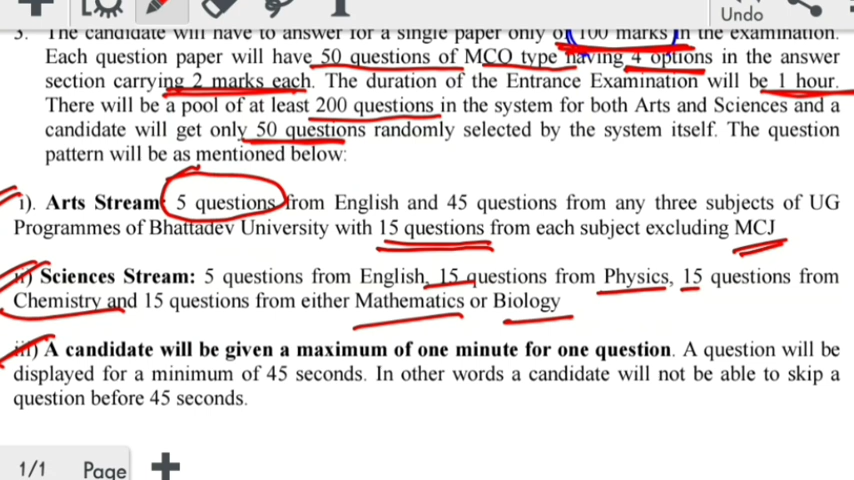 Undo
3. The candidate will have to answer for a single paper only of 100 marks in the examination.
Each question paper will have 50 questions of MCQ type having 4 options in the answer
section carrying 2 marks each. The duration of the Entrance Examination will be 1 hour.
There will be a pool of at least 200 questions in the system for both Arts and Sciences and a
candidate will get only 50 questions randomly selected by the system itself. The question
pattern will be as mentioned below:
i). Arts Stream: 5 questions from English and 45 questions from any three subjects of UG
Programmes of Bhattadev University with 15 questions from each subject excluding MCJ
ii) Sciences Stream: 5 questions from English, 15 questions from Physics, 15 questions from
Chemistry and 15 questions from either Mathematics or Biology
iii) A candidate will be given a maximum of one minute for one question. A question will be
displayed for a minimum of 45 seconds. In other words a candidate will not be able to skip a
question before 45 seconds.
1/1 Page